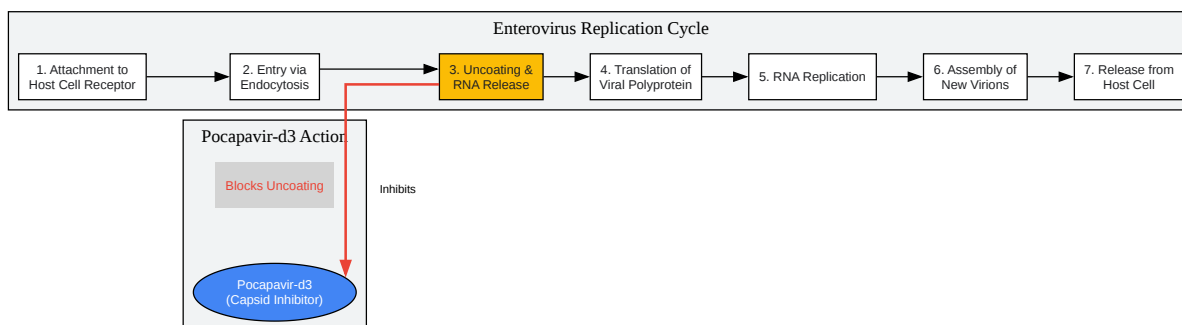 Enterovirus Replication Cycle
1. Attachment to
Host Cell Receptor
2. Entry via
Endocytosis
3. Uncoating &
RNA Release
4. Translation of
Viral Polyprotein
5. RNA Replication
6. Assembly of
New Virions
7. Release from
Host Cell
Pocapavir-d3 Action
Blocks Uncoating
Inhibits
Pocapavir-d3
(Capsid Inhibitor)